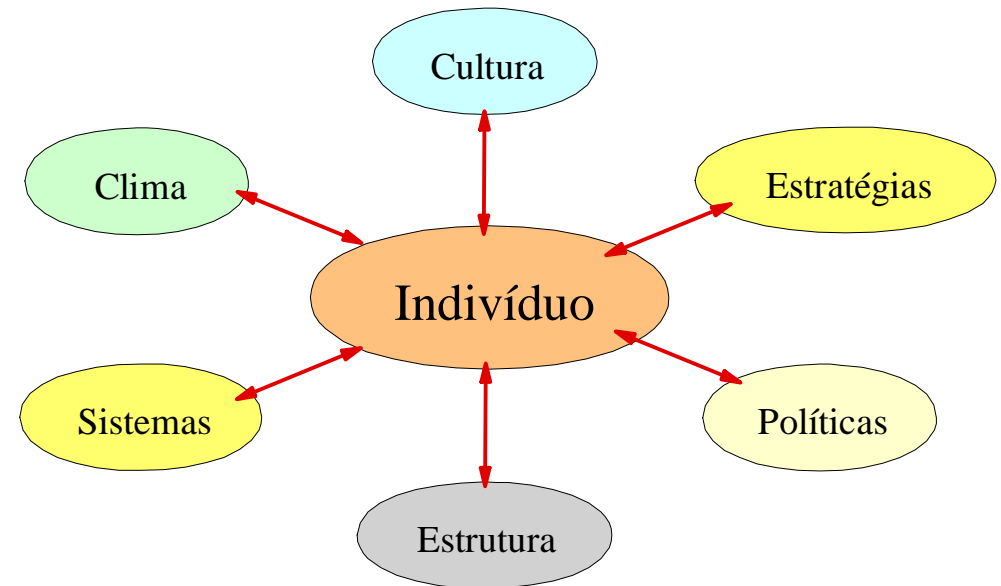 Cultura
Clima
Estratégias
Indivíduo
Sistemas
Políticas
Estrutura